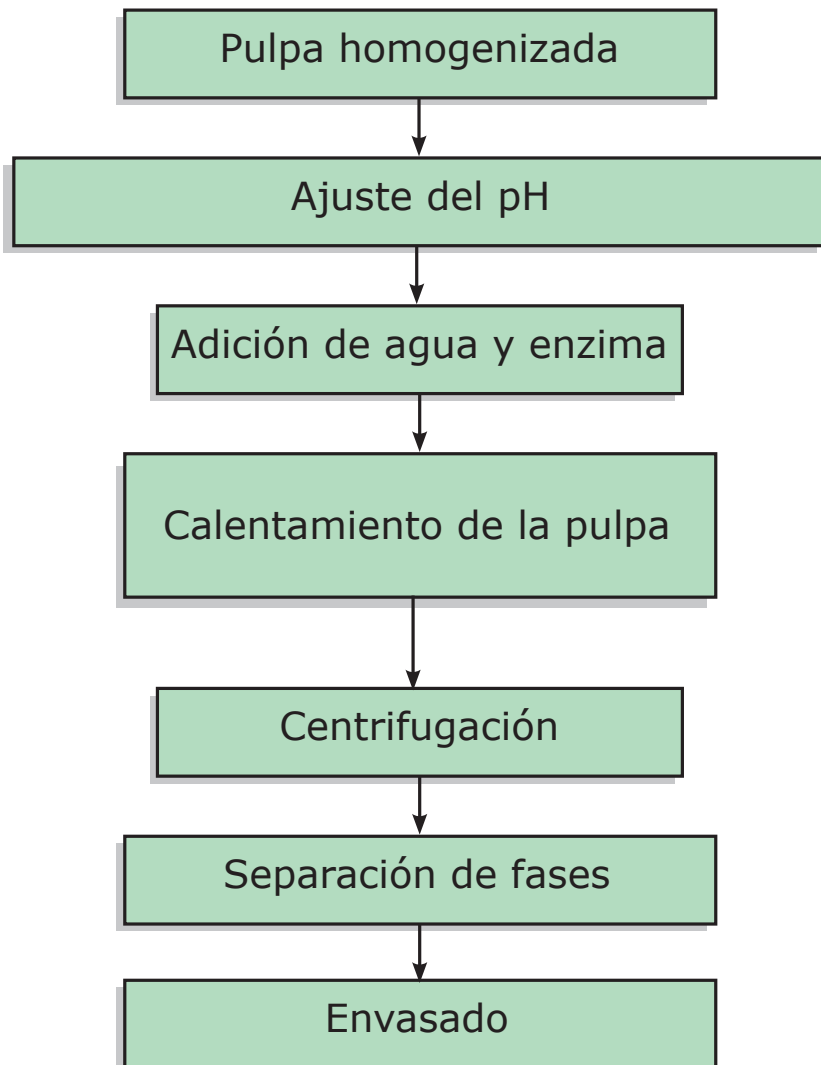 Pulpa homogenizada
Ajuste del pH
Adición de agua y enzima
Calentamiento de la pulpa
Centrifugación
Separación de fases
Envasado